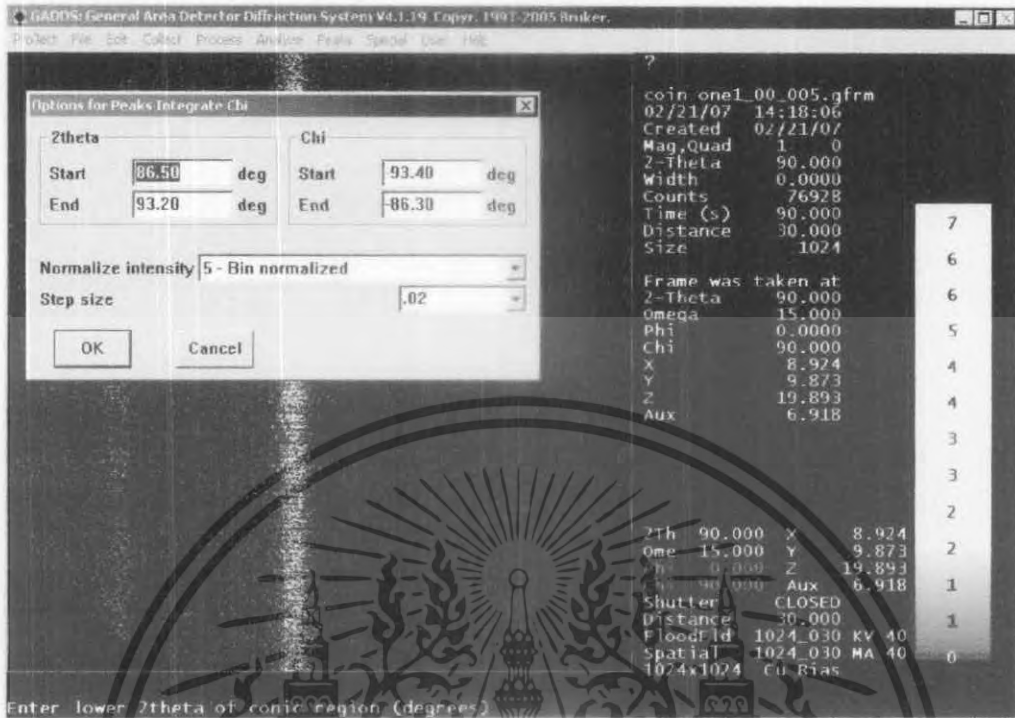 GADDS: General Area Detector Diffraction System V4.1.19 Copyr. 1991-2005 Bruker.
Project File Edit Collect Process Analyze Peaks Special User Help
?
coin one1_00_005.gfrm
02/21/07 14:18:06
Created 02/21/07
Mag,Quad 1 0
2-Theta 90.000
Width 0.0000
Counts 76928
Time (s) 90.000
Distance 30.000
Size 1024
Frame was taken at
2-Theta 90.000
Omega 15.000
Phi 0.0000
Chi 90.000
X 8.924
Y 9.873
Z 19.893
Aux 6.918
Options for Peaks Integrate Chi
2theta
Start 86.50 deg
End 93.20 deg
Chi
Start -93.40 deg
End -86.30 deg
Normalize intensity 5 - Bin normalized
Step size .02
OK Cancel
7
6
6
5
4
4
3
3
2
2
1
1
0
2Th 90.000 X 8.924
Ome 15.000 Y 9.873
Phi 0.000 Z 19.893
Chi 90.000 Aux 6.918
Shutter CLOSED
Distance 30.000
FloodFld 1024_030 KV 40
Spatial 1024_030 MA 40
1024x1024 Cu Bias
Enter lower 2theta of conic region (degrees)